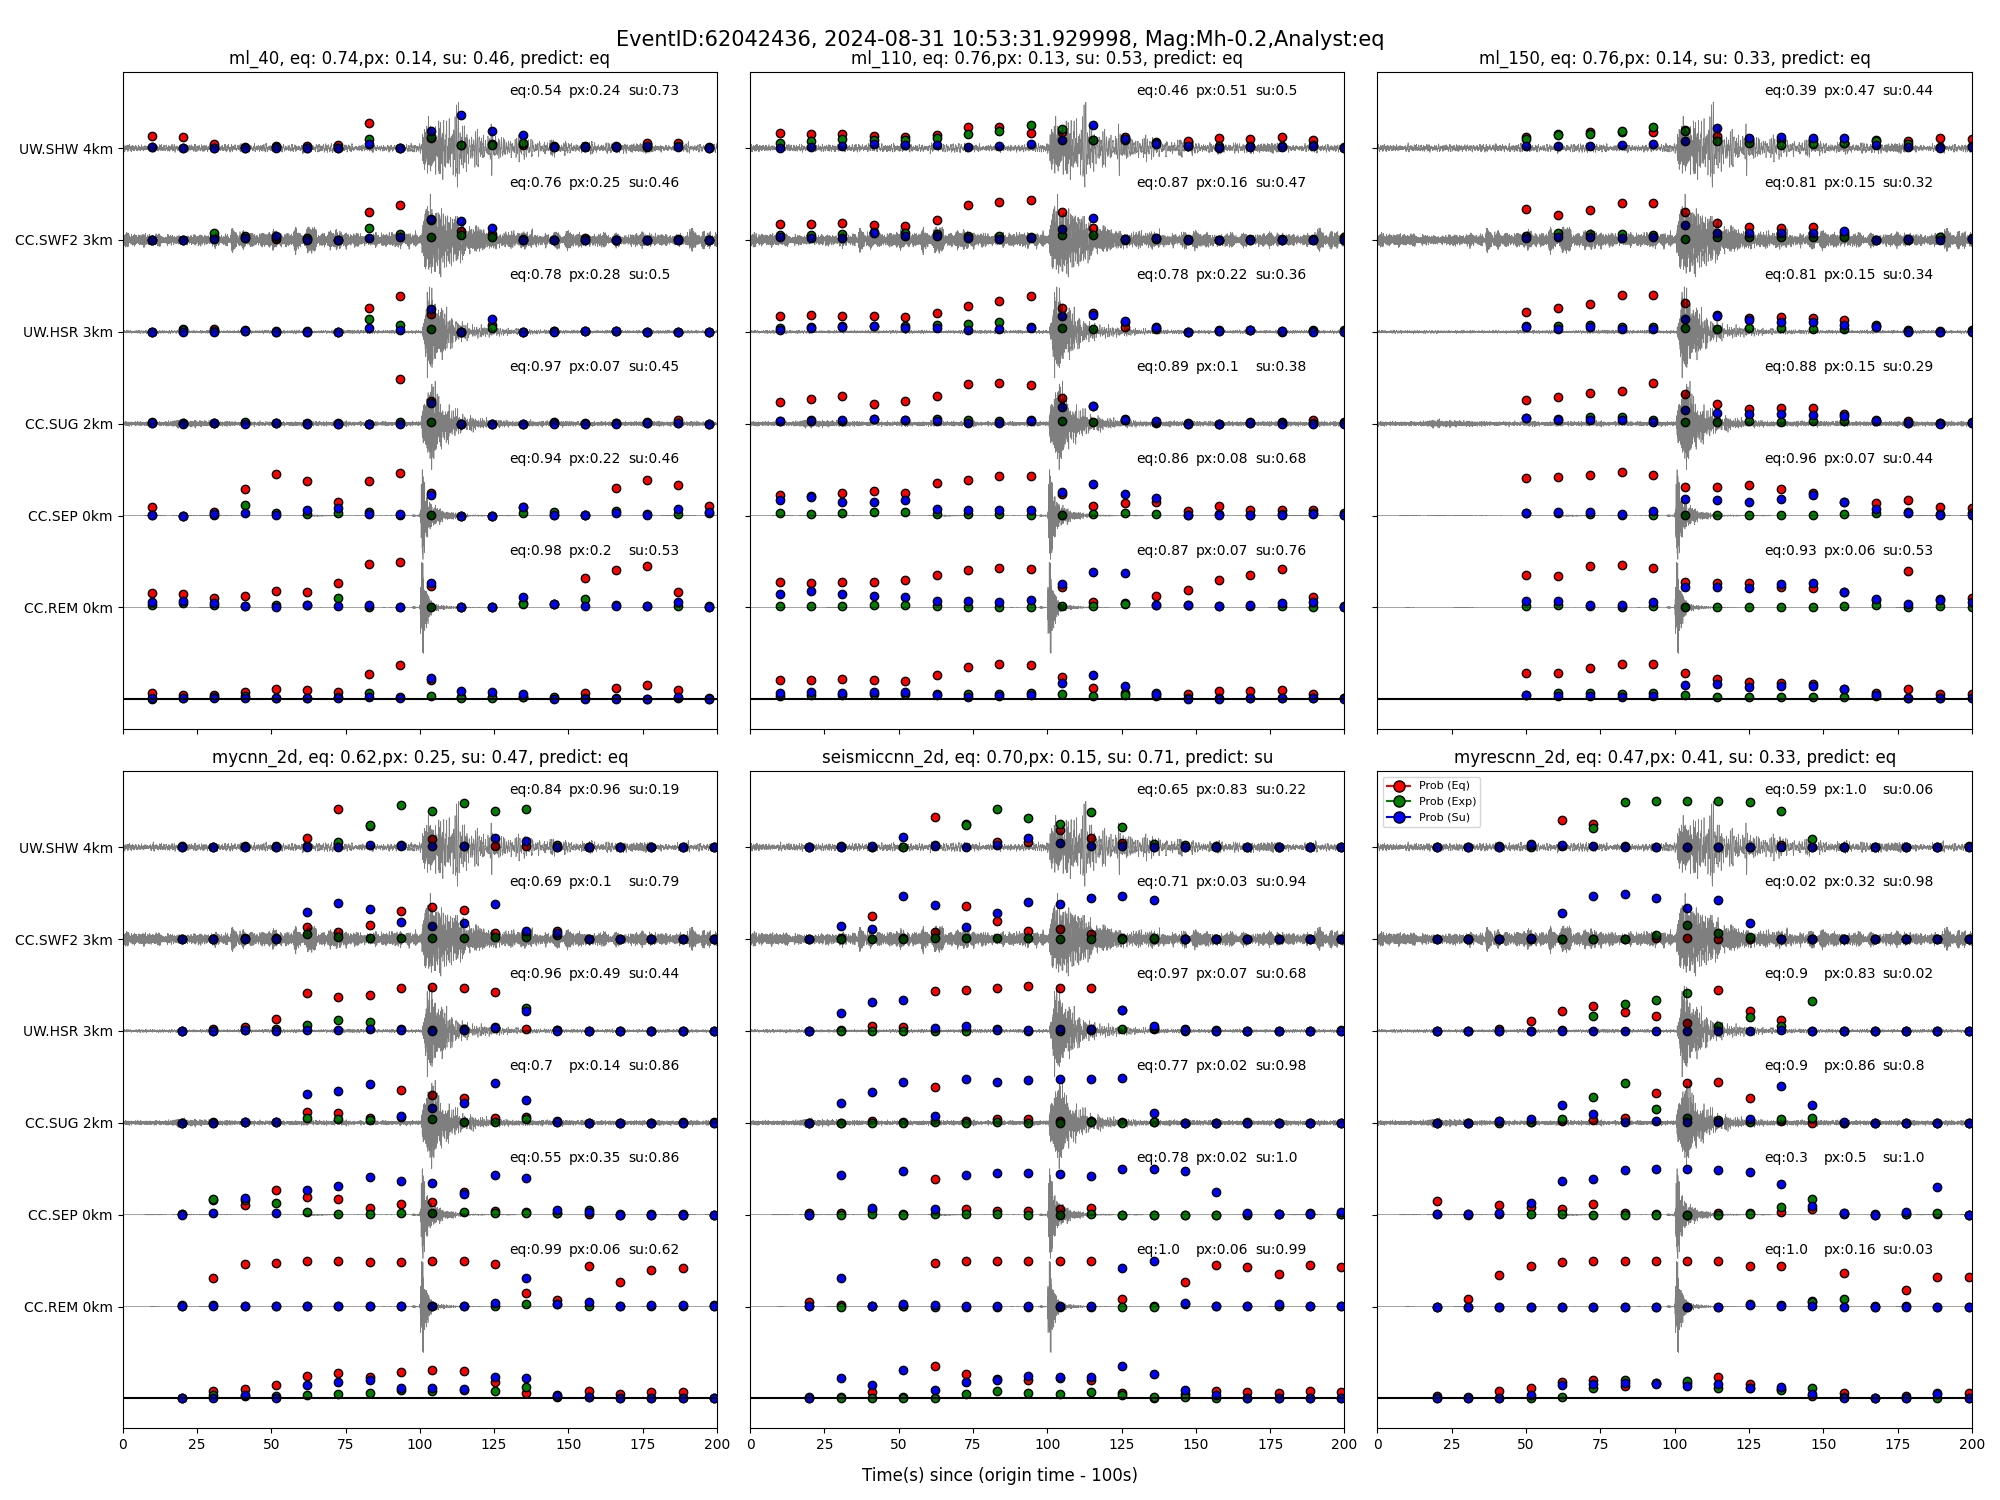 EventID:62042436, 2024-08-31 10:53:31.929998, Mag:Mh-0.2,Analyst:eq
ml_40, eq: 0.74,px: 0.14, su: 0.46, predict: eq
UW.SHW 4km
eq:0.54 px:0.24 su:0.73
CC.SWF2 3km
eq:0.76 px:0.25 su:0.46
UW.HSR 3km
eq:0.78 px:0.28 su:0.5
CC.SUG 2km
eq:0.97 px:0.07 su:0.45
CC.SEP 0km
eq:0.94 px:0.22 su:0.46
CC.REM 0km
eq:0.98 px:0.2 su:0.53
ml_110, eq: 0.76,px: 0.13, su: 0.53, predict: eq
eq:0.46 px:0.51 su:0.5
eq:0.87 px:0.16 su:0.47
eq:0.78 px:0.22 su:0.36
eq:0.89 px:0.1 su:0.38
eq:0.86 px:0.08 su:0.68
eq:0.87 px:0.07 su:0.76
ml_150, eq: 0.76,px: 0.14, su: 0.33, predict: eq
eq:0.39 px:0.47 su:0.44
eq:0.81 px:0.15 su:0.32
eq:0.81 px:0.15 su:0.34
eq:0.88 px:0.15 su:0.29
eq:0.96 px:0.07 su:0.44
eq:0.93 px:0.06 su:0.53
mycnn_2d, eq: 0.62,px: 0.25, su: 0.47, predict: eq
UW.SHW 4km
eq:0.84 px:0.96 su:0.19
CC.SWF2 3km
eq:0.69 px:0.1 su:0.79
UW.HSR 3km
eq:0.96 px:0.49 su:0.44
CC.SUG 2km
eq:0.7 px:0.14 su:0.86
CC.SEP 0km
eq:0.55 px:0.35 su:0.86
CC.REM 0km
eq:0.99 px:0.06 su:0.62
0 25 50 75 100 125 150 175 200
seismiccnn_2d, eq: 0.70,px: 0.15, su: 0.71, predict: su
eq:0.65 px:0.83 su:0.22
eq:0.71 px:0.03 su:0.94
eq:0.97 px:0.07 su:0.68
eq:0.77 px:0.02 su:0.98
eq:0.78 px:0.02 su:1.0
eq:1.0 px:0.06 su:0.99
0 25 50 75 100 125 150 175 200
myrescnn_2d, eq: 0.47,px: 0.41, su: 0.33, predict: eq
Prob (Eq)
Prob (Exp)
Prob (Su)
eq:0.59 px:1.0 su:0.06
eq:0.02 px:0.32 su:0.98
eq:0.9 px:0.83 su:0.02
eq:0.9 px:0.86 su:0.8
eq:0.3 px:0.5 su:1.0
eq:1.0 px:0.16 su:0.03
0 25 50 75 100 125 150 175 200
Time(s) since (origin time - 100s)